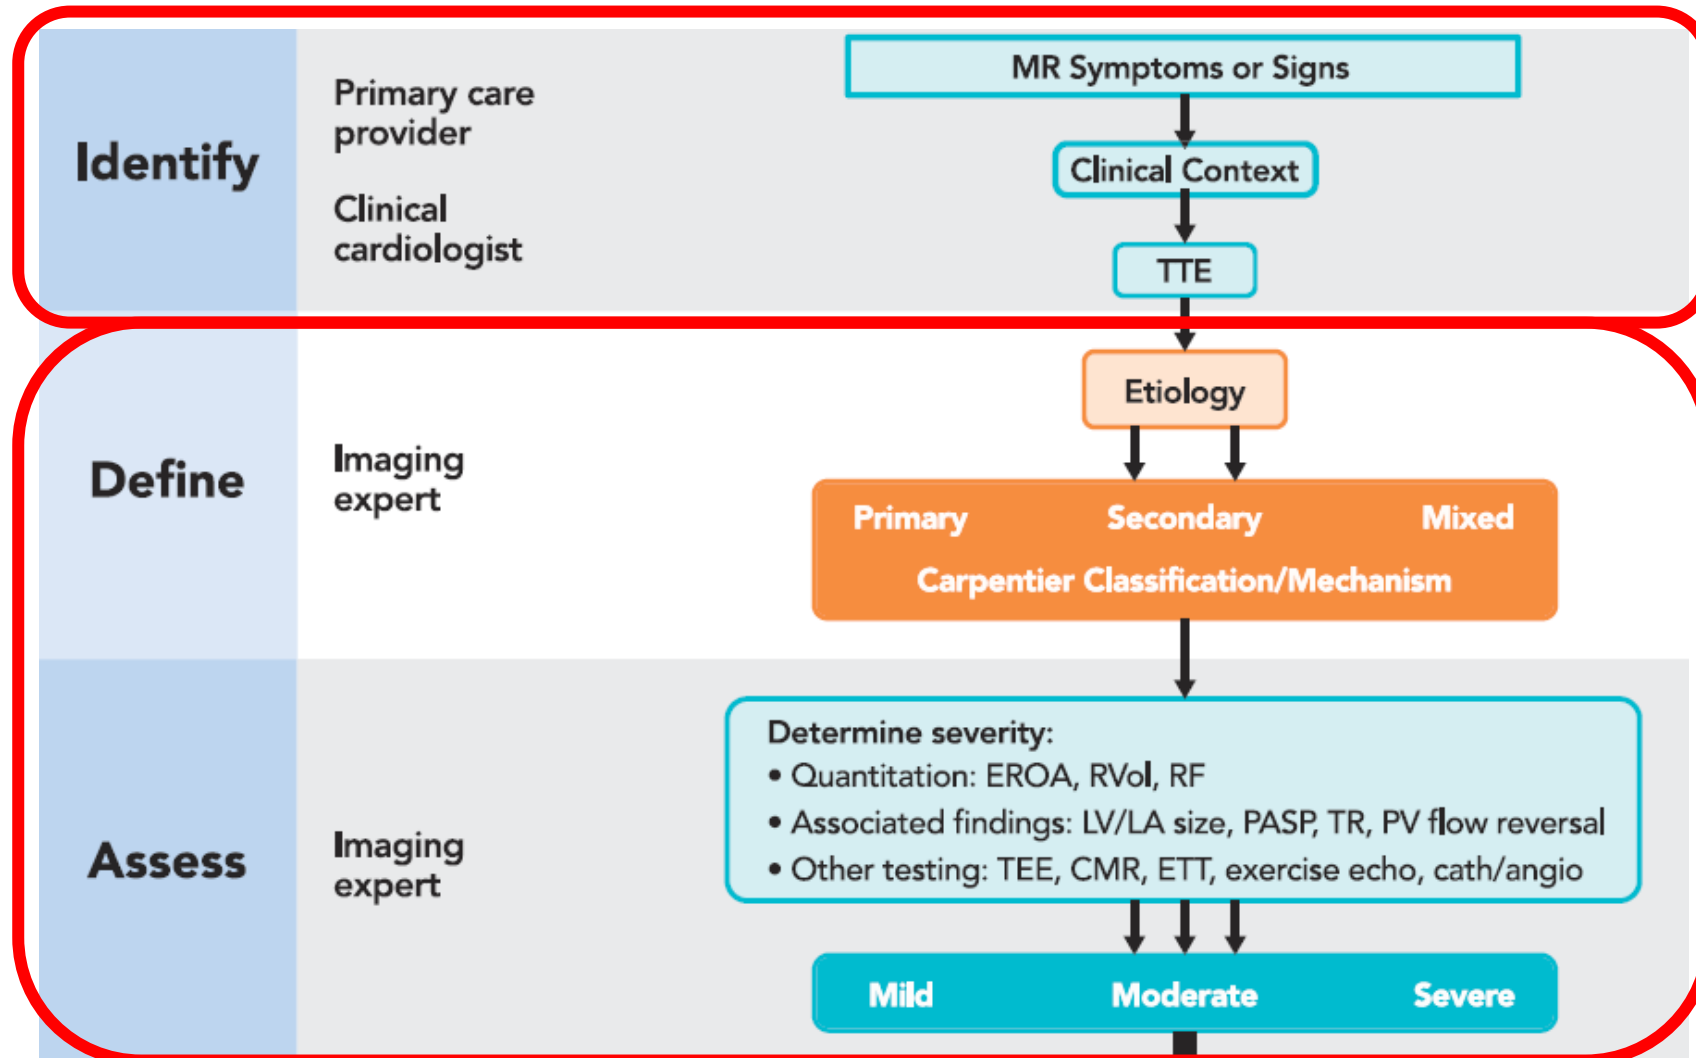 Identify
Primary care
provider
Clinical
cardiologist
MR Symptoms or Signs
Clinical Context
TTE
Define
Imaging
expert
Etiology
Primary Secondary Mixed
Carpentier Classification/Mechanism
Assess
Imaging
expert
Determine severity:
• Quantitation: EROA, RVol, RF
• Associated findings: LV/LA size, PASP, TR, PV flow reversal
• Other testing: TEE, CMR, ETT, exercise echo, cath/angio
Mild Moderate Severe